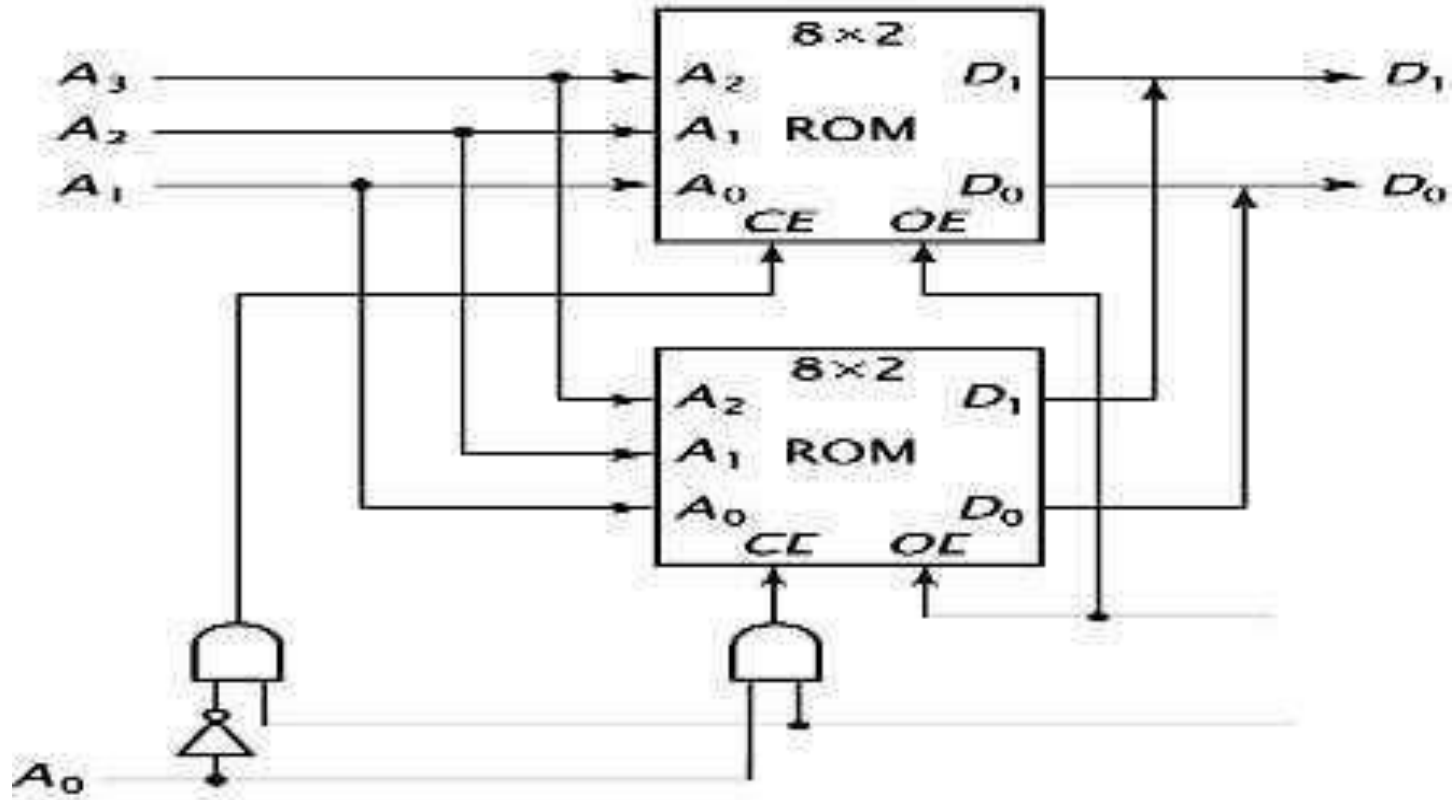 8×2
A₃ A₂ D₁ D₁
A₂ A₁ ROM
A₁ A₀ D₀ D₀
CE OE
8×2
A₂ D₁
A₁ ROM
A₀ D₀
CE OE
A₀